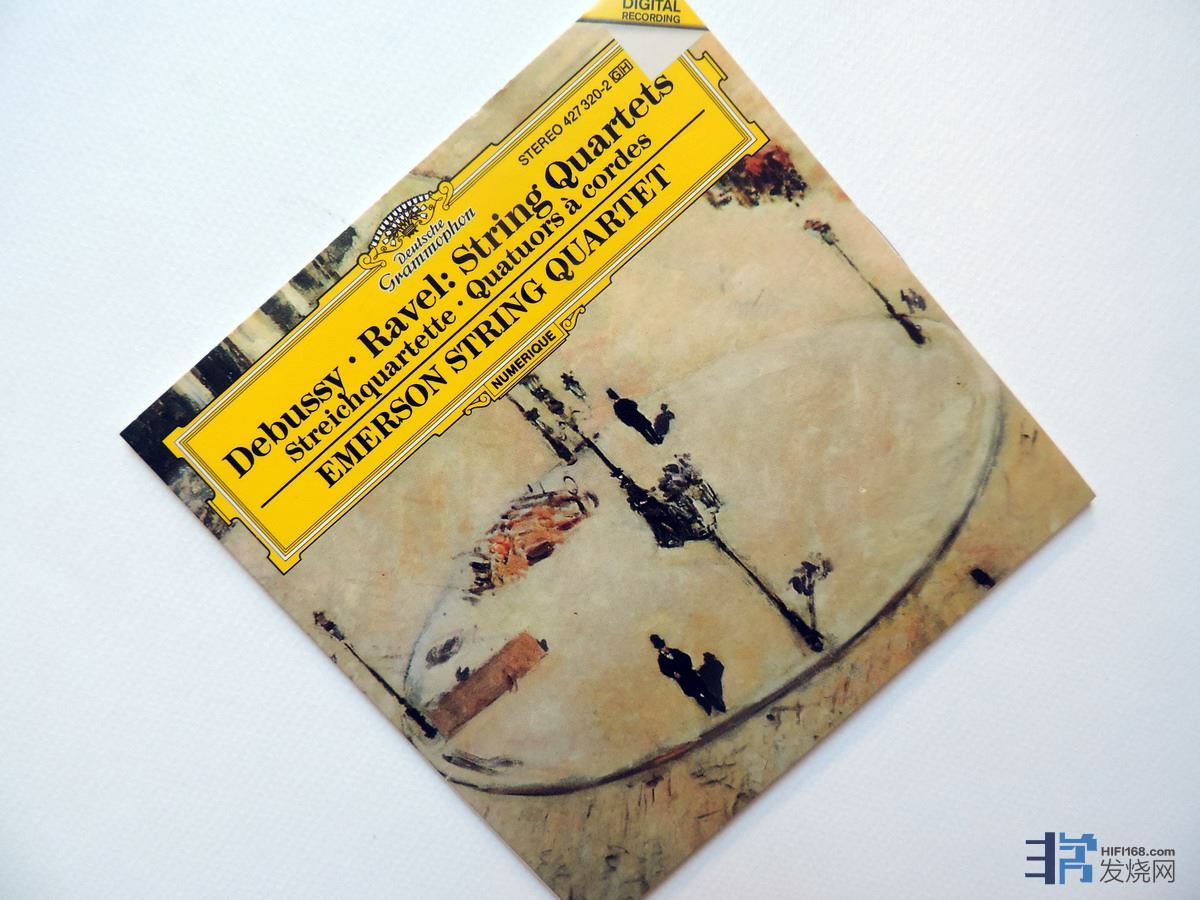 DIGITAL
RECORDING
STEREO 427 320-2 GH
Deutsche
Grammophon
Debussy · Ravel: String Quartets
Streichquartette · Quatuors à cordes
EMERSON STRING QUARTET
NUMERIQUE
HIFI168.com
发烧网